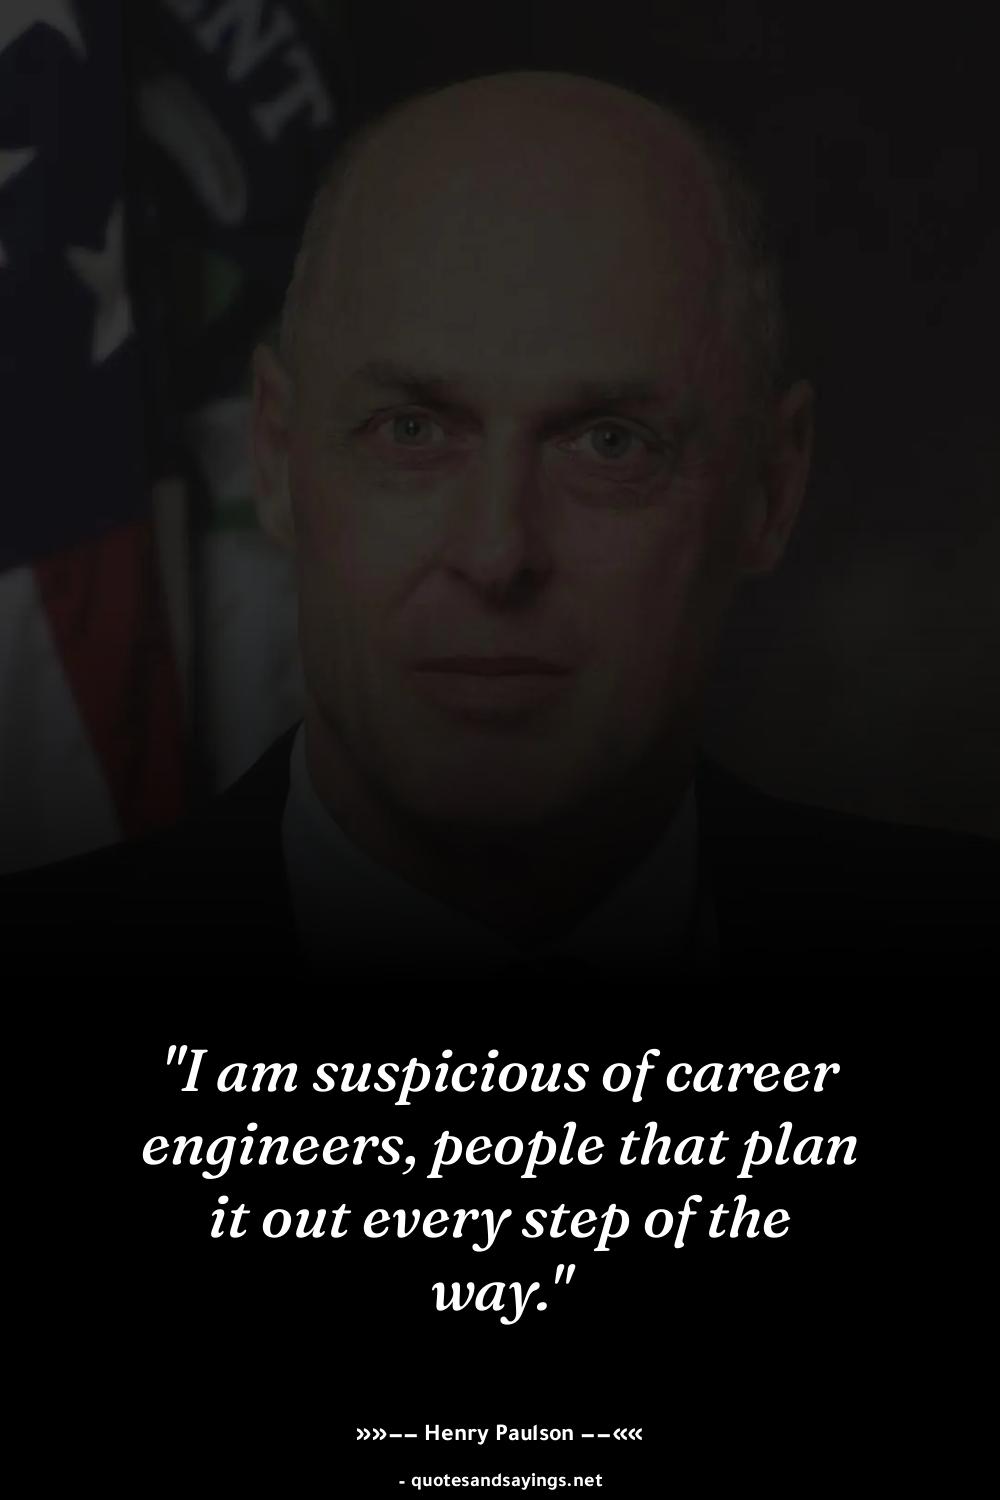 NT
"I am suspicious of career
engineers, people that plan
it out every step of the
way."
»»−− Henry Paulson −−««
- quotesandsayings.net